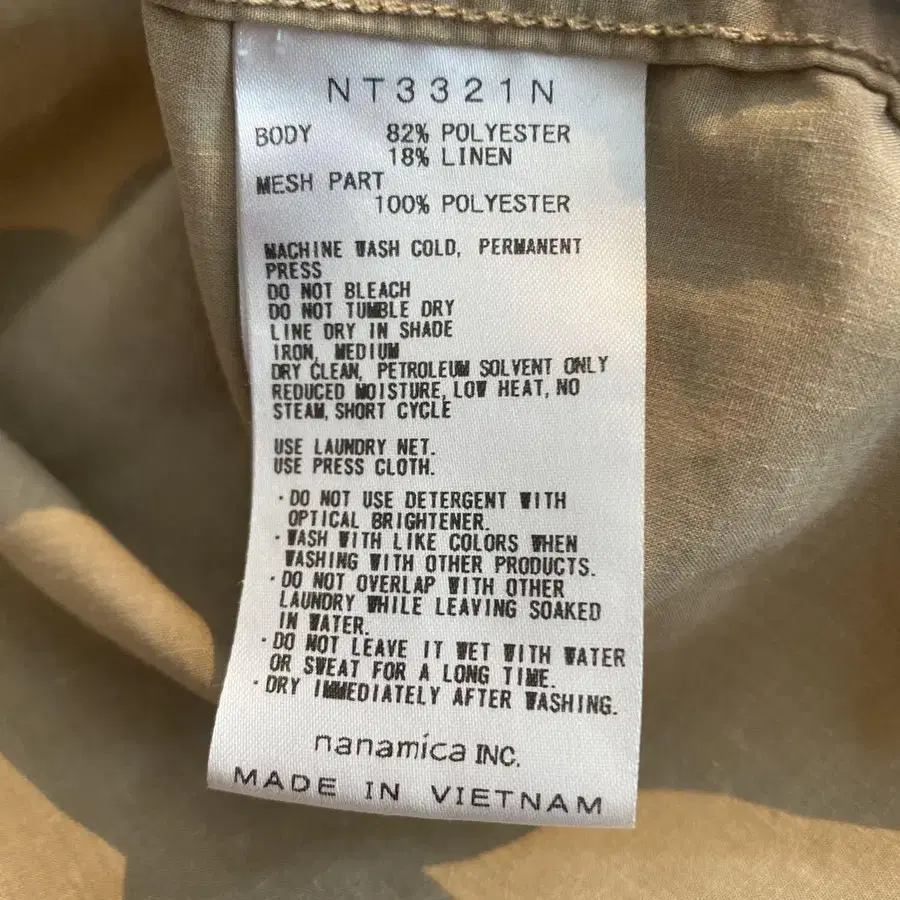 NT3321N
BODY 82% POLYESTER
18% LINEN
MESH PART
100% POLYESTER
MACHINE WASH COLD, PERMANENT
PRESS
DO NOT BLEACH
DO NOT TUMBLE DRY
LINE DRY IN SHADE
IRON, MEDIUM
DRY CLEAN, PETROLEUM SOLVENT ONLY
REDUCED MOISTURE, LOW HEAT, NO
STEAM, SHORT CYCLE
USE LAUNDRY NET.
USE PRESS CLOTH.
・DO NOT USE DETERGENT WITH
OPTICAL BRIGHTENER.
・WASH WITH LIKE COLORS WHEN
WASHING WITH OTHER PRODUCTS.
・DO NOT OVERLAP WITH OTHER
LAUNDRY WHILE LEAVING SOAKED
IN WATER.
・DO NOT LEAVE IT WET WITH WATER
OR SWEAT FOR A LONG TIME.
・DRY IMMEDIATELY AFTER WASHING.
nanamica INC.
MADE IN VIETNAM